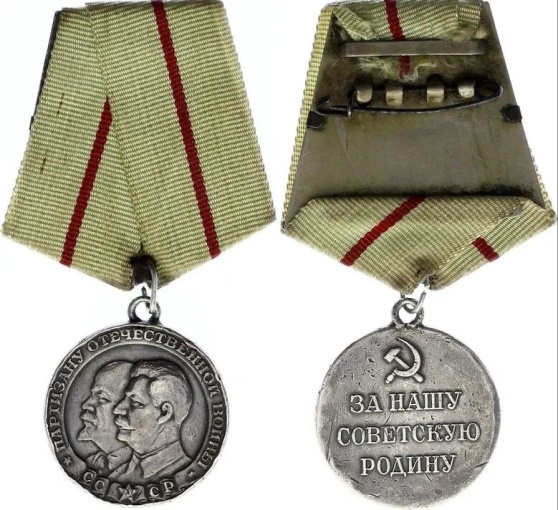 ПАРТИЗАНУ ОТЕЧЕСТВЕННОЙ ВОЙНЫ
СССР
ЗА НАШУ
СОВЕТСКУЮ
РОДИНУ